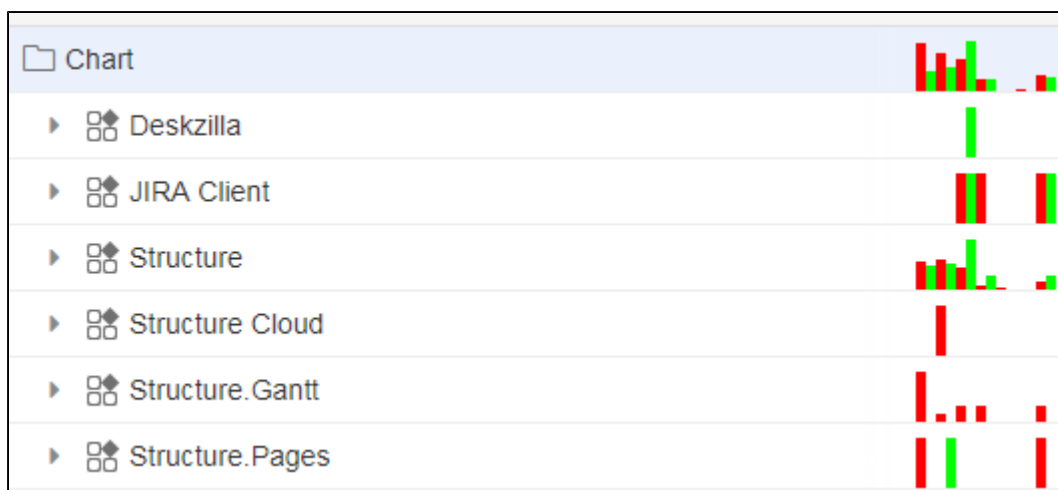 Chart
Deskzilla
JIRA Client
Structure
Structure Cloud
Structure.Gantt
Structure.Pages